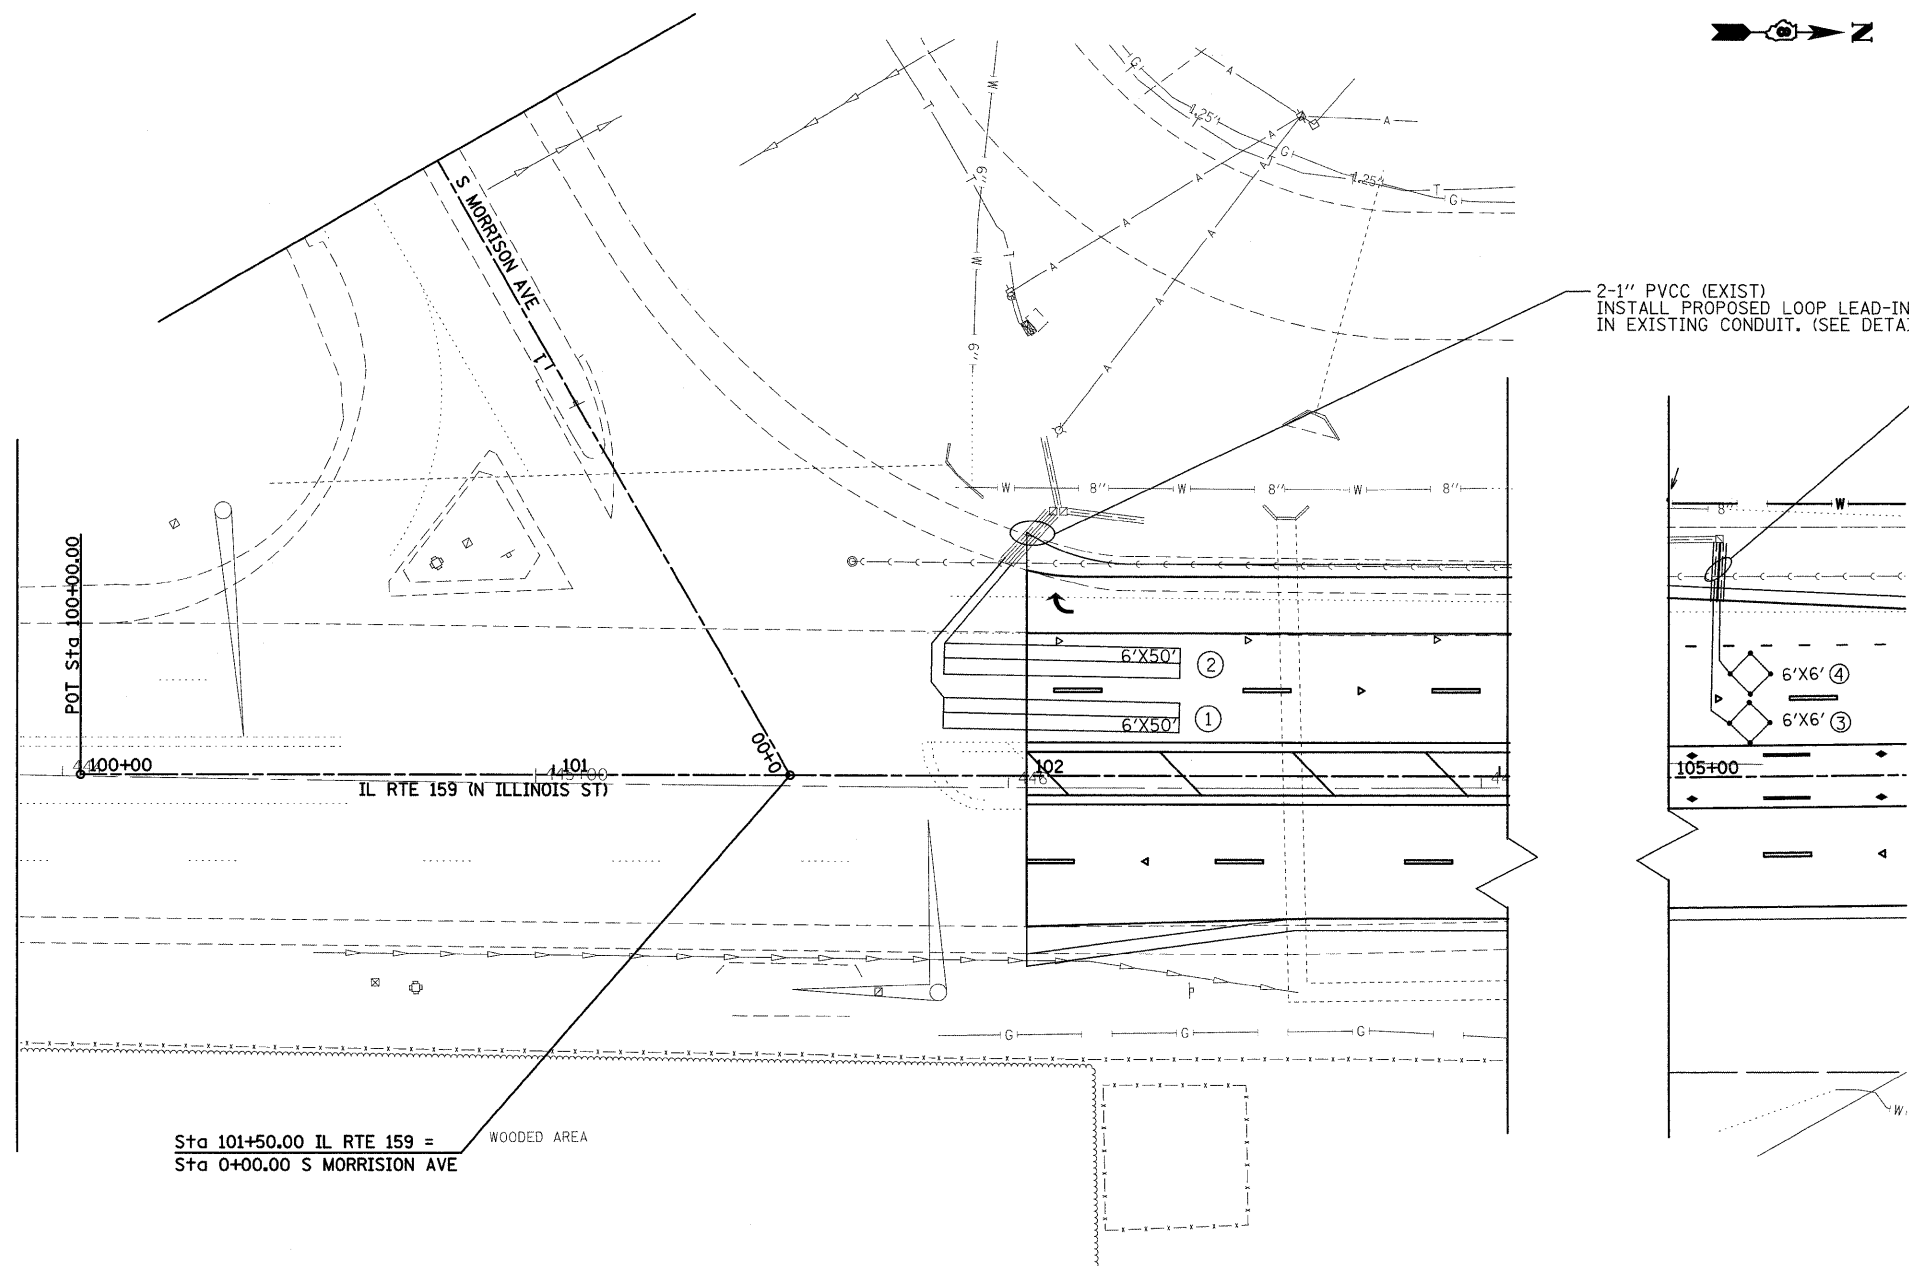 N
A
G
1.25"
A
T
W
A
A
G
T
6"
A
A
1.25"
T
G
S MORRISON AVE
T
A
A
W
T
A
A
2-1" PVCC (EXIST)
INSTALL PROPOSED LOOP LEAD-IN
IN EXISTING CONDUIT. (SEE
6"
A
W 8" W 8" W 8"
W
8"
POT Sta 100+00.00
6'X50' 2
6'X6' 4
6'X50' 1
6'X6' 3
0+00
100+00
101
102
105+00
IL RTE 159 (N ILLINOIS ST)
G G G
Sta 101+50.00 IL RTE 159 =
Sta 0+00.00 S MORRISION AVE
WOODED AREA